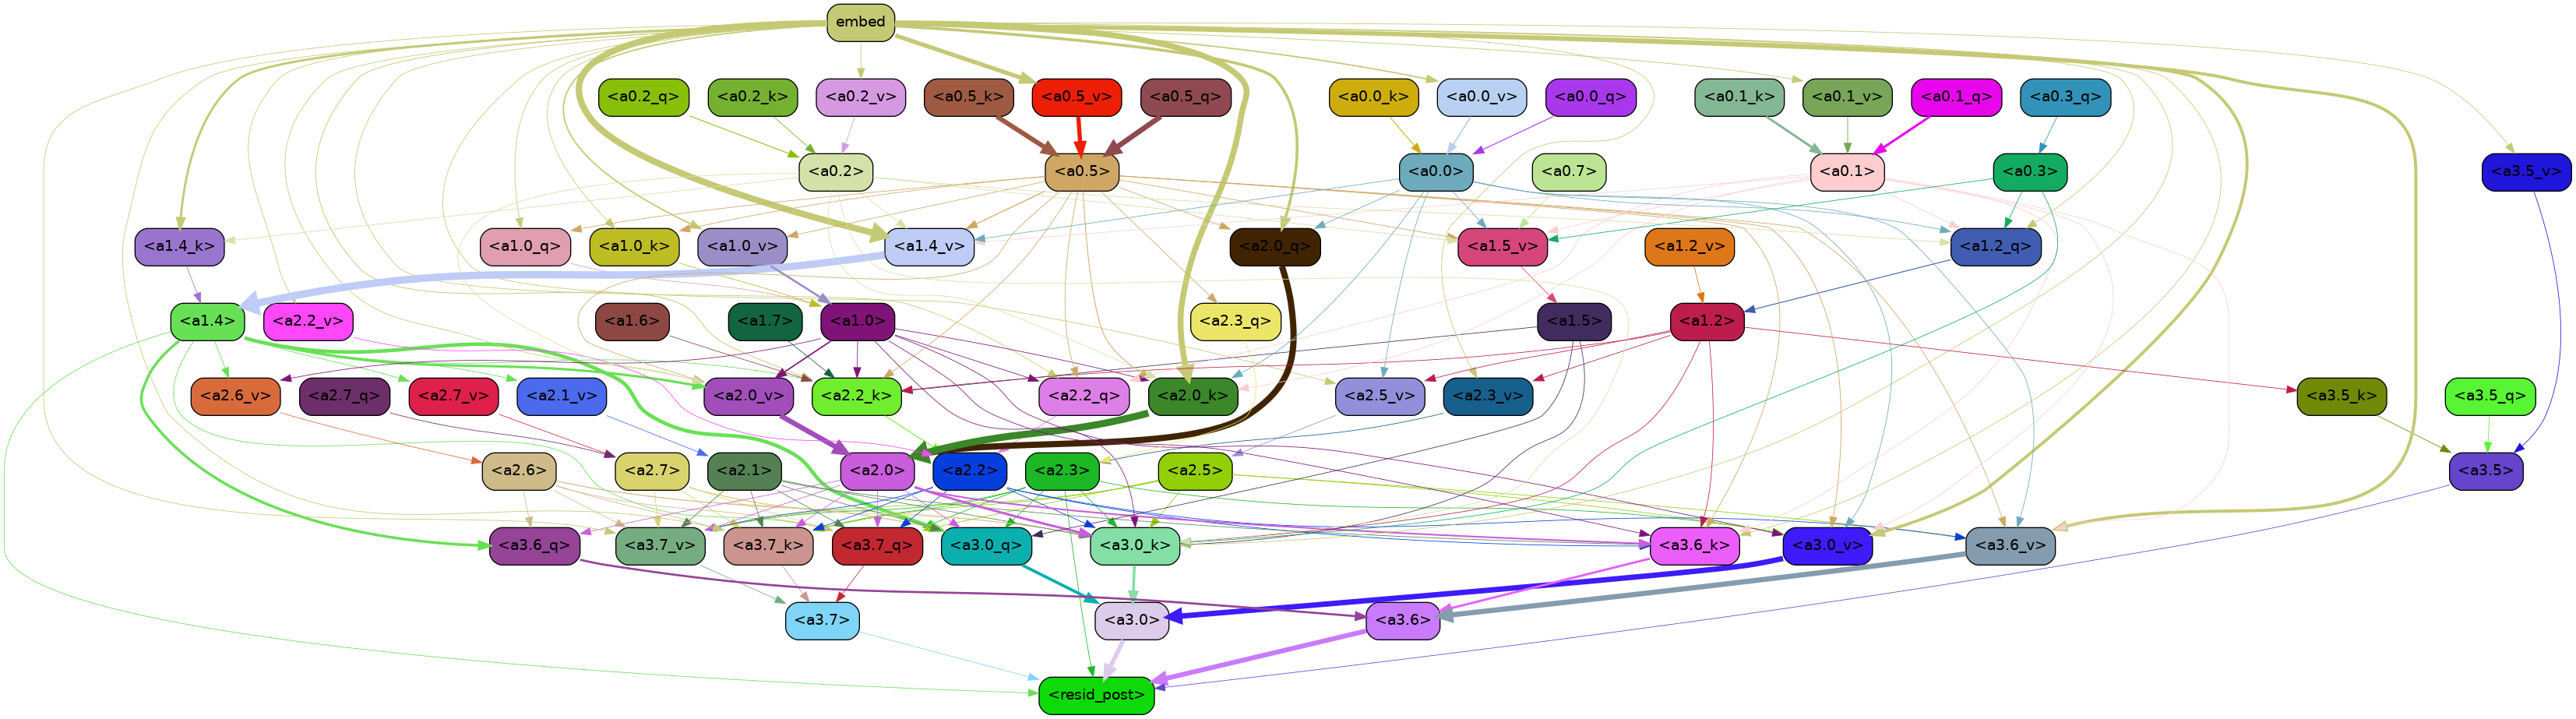 embed
<a0.2_q> <a0.2_k> <a0.2_v> <a0.5_k> <a0.5_v> <a0.5_q> <a0.0_k> <a0.0_v> <a0.0_q> <a0.1_k> <a0.1_v> <a0.1_q> <a0.3_q>
<a0.2> <a0.5> <a0.0> <a0.7> <a0.1> <a0.3> <a3.5_v>
<a1.4_k> <a1.0_q> <a1.0_k> <a1.0_v> <a1.4_v> <a2.0_q> <a1.5_v> <a1.2_v> <a1.2_q>
<a1.4> <a2.2_v> <a1.6> <a1.7> <a1.0> <a2.3_q> <a1.5> <a1.2>
<a2.6_v> <a2.7_q> <a2.7_v> <a2.1_v> <a2.0_v> <a2.2_k> <a2.2_q> <a2.0_k> <a2.5_v> <a2.3_v> <a3.5_k> <a3.5_q>
<a2.6> <a2.7> <a2.1> <a2.0> <a2.2> <a2.3> <a2.5> <a3.5>
<a3.6_q> <a3.7_v> <a3.7_k> <a3.7_q> <a3.0_q> <a3.0_k> <a3.6_k> <a3.0_v> <a3.6_v>
<a3.7> <a3.0> <a3.6>
<resid_post>